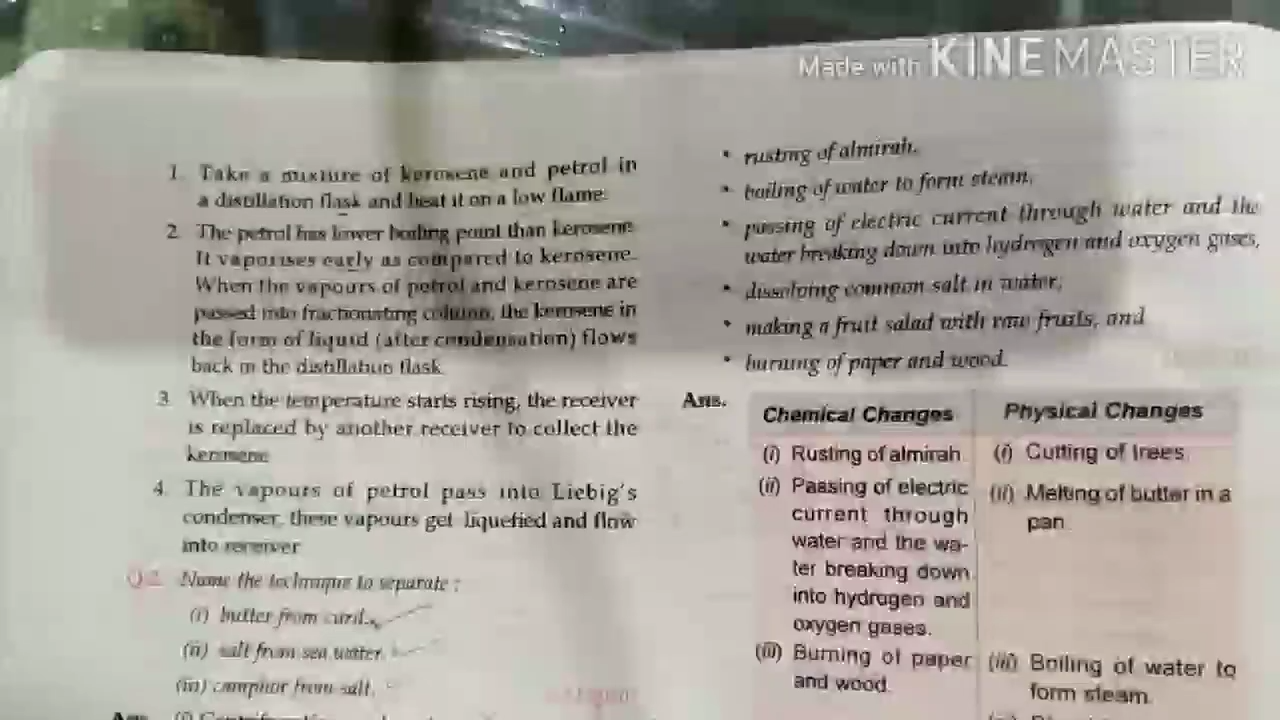 Made with KINEMASTER
1. Take a mixture of kerosene and petrol in
a distillation flask and heat it on a low flame.
2. The petrol has lower boiling point than kerosene.
It vaporises early as compared to kerosene.
When the vapours of petrol and kerosene are
passed into fractionating column, the kerosene in
the form of liquid (after condensation) flows
back in the distillation flask.
3. When the temperature starts rising, the receiver
is replaced by another receiver to collect the
kerosene
4. The vapours of petrol pass into Liebig's
condenser, these vapours get liquefied and flow
into receiver
Q.2. Name the technique to separate :
(i) butter from curd.
(ii) salt from sea water.
(iii) camphor from salt.
Ans.
• rusting of almirah.
• boiling of water to form steam,
• passing of electric current through water and the
water breaking down into hydrogen and oxygen gases,
• dissolving common salt in water,
• making a fruit salad with raw fruits, and
• burning of paper and wood.
Ans.
Chemical Changes
(i) Rusting of almirah
(ii) Passing of electric
current through
water and the wa-
ter breaking down
into hydrogen and
oxygen gases.
(iii) Burning of paper
and wood.
Physical Changes
(i) Cutting of trees
(ii) Melting of butter in a
pan
(iii) Boiling of water to
form steam.